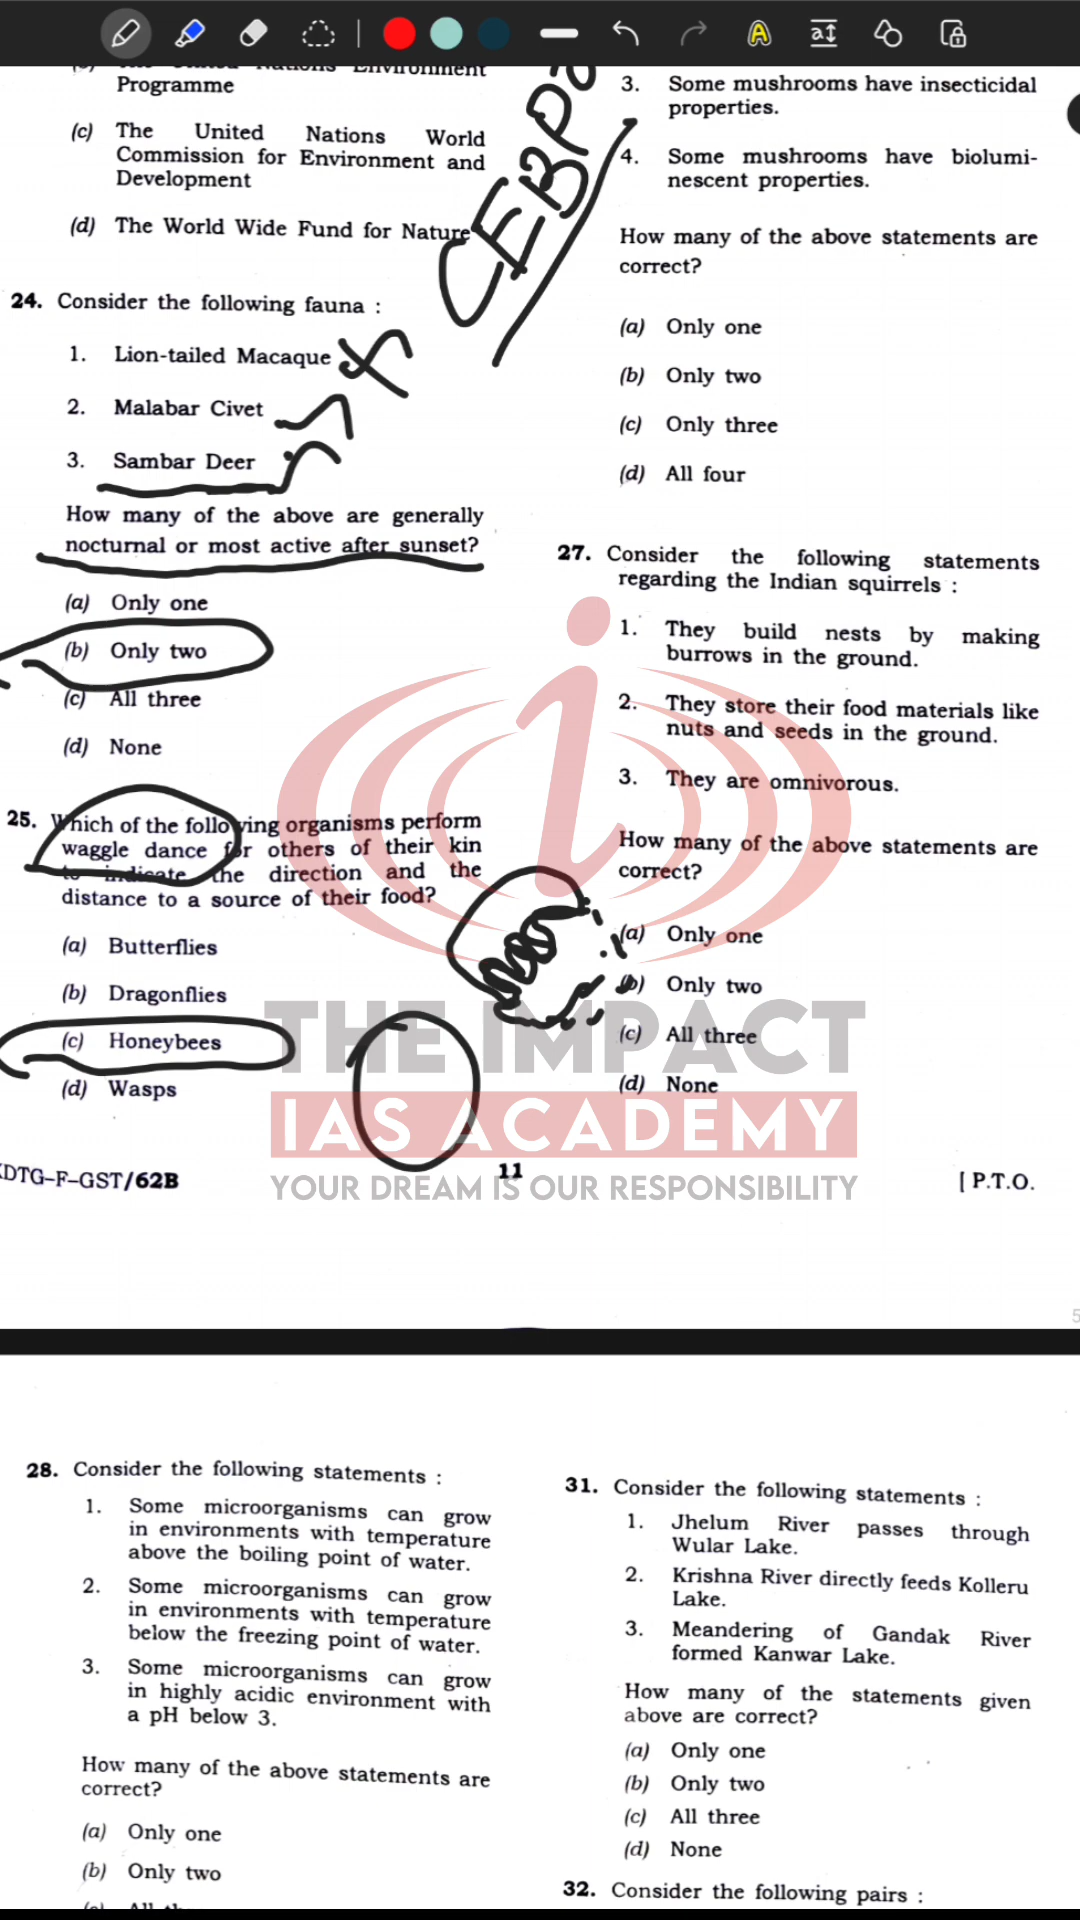 Programme
(c) The United Nations World
Commission for Environment and
Development
(d) The World Wide Fund for Nature
24. Consider the following fauna :
1. Lion-tailed Macaque
2. Malabar Civet
3. Sambar Deer
How many of the above are generally
nocturnal or most active after sunset?
(a) Only one
(b) Only two
(c) All three
(d) None
25. Which of the following organisms perform
waggle dance for others of their kin
to indicate the direction and the
distance to a source of their food?
(a) Butterflies
(b) Dragonflies
(c) Honeybees
(d) Wasps
CEBPO
3. Some mushrooms have insecticidal
properties.
4. Some mushrooms have biolumi-
nescent properties.
How many of the above statements are
correct?
(a) Only one
(b) Only two
(c) Only three
(d) All four
27. Consider the following statements
regarding the Indian squirrels :
1. They build nests by making
burrows in the ground.
2. They store their food materials like
nuts and seeds in the ground.
3. They are omnivorous.
How many of the above statements are
correct?
(a) Only one
(b) Only two
(c) All three
(d) None
THE IMPACT
IAS ACADEMY
YOUR DREAM IS OUR RESPONSIBILITY
DTG-F-GST/62B
11
[ P.T.O.
5
28. Consider the following statements :
1. Some microorganisms can grow
in environments with temperature
above the boiling point of water.
2. Some microorganisms can grow
in environments with temperature
below the freezing point of water.
3. Some microorganisms can grow
in highly acidic environment with
a pH below 3.
How many of the above statements are
correct?
(a) Only one
(b) Only two
31. Consider the following statements :
1. Jhelum River passes through
Wular Lake.
2. Krishna River directly feeds Kolleru
Lake.
3. Meandering of Gandak River
formed Kanwar Lake.
How many of the statements given
above are correct?
(a) Only one
(b) Only two
(c) All three
(d) None
32. Consider the following pairs :